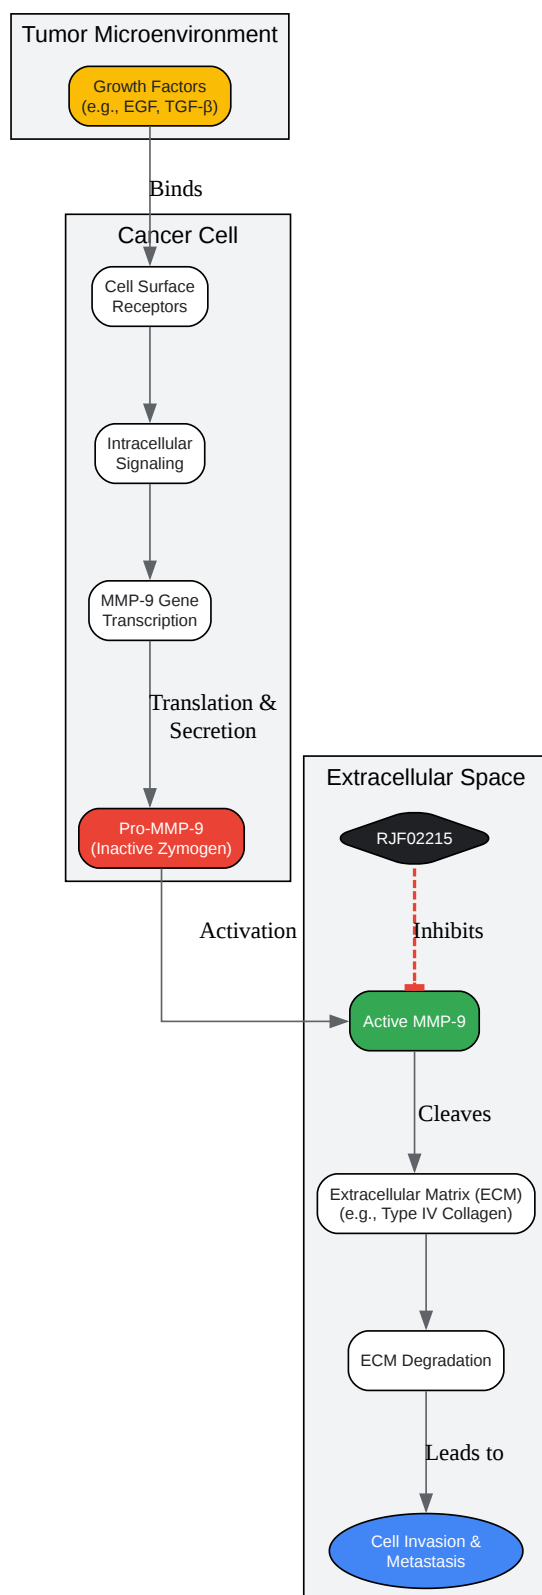 Tumor Microenvironment
Growth Factors
(e.g., EGF, TGF-β)
Binds
Cancer Cell
Cell Surface
Receptors
Intracellular
Signaling
MMP-9 Gene
Transcription
Translation &
Secretion
Pro-MMP-9
(Inactive Zymogen)
Extracellular Space
RJF02215
Activation
Inhibits
Active MMP-9
Cleaves
Extracellular Matrix (ECM)
(e.g., Type IV Collagen)
ECM Degradation
Leads to
Cell Invasion &
Metastasis